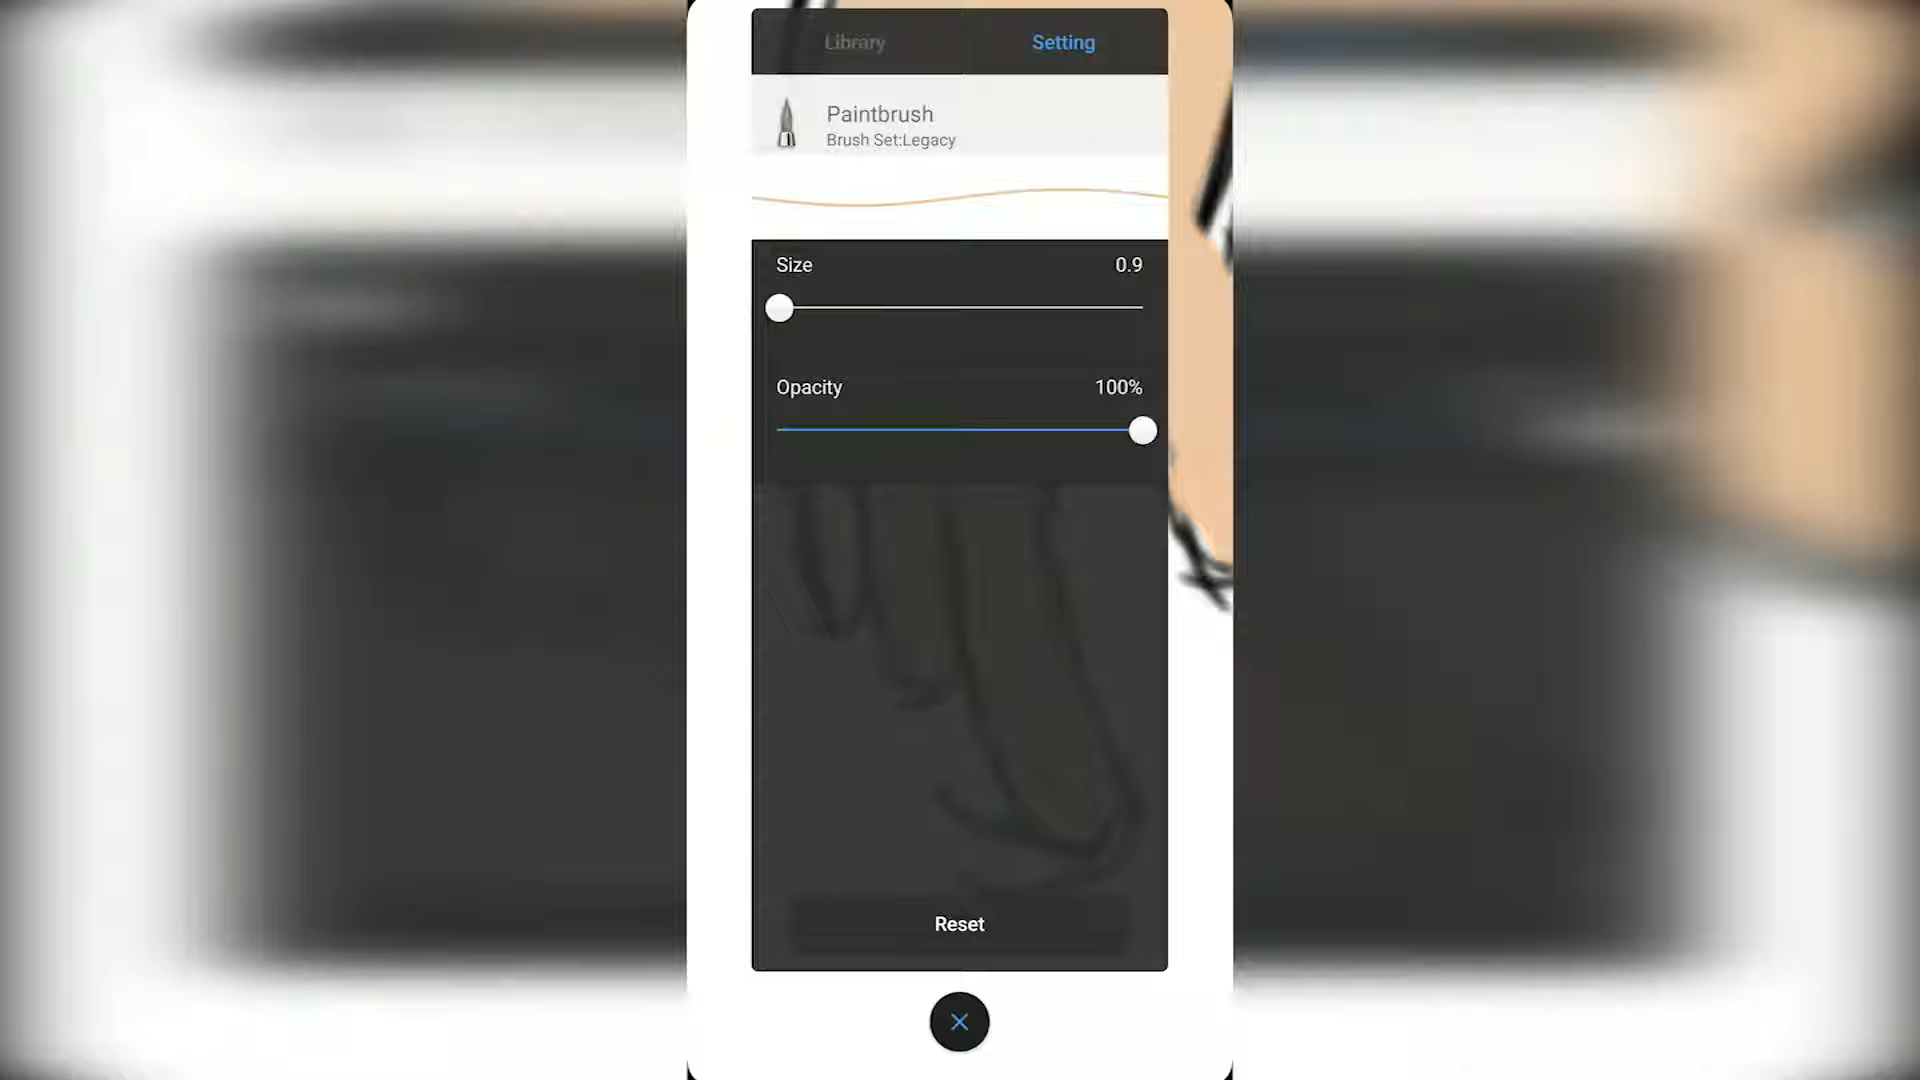 Library Setting
Paintbrush
Brush Set:Legacy
Size 0.9
Opacity 100%
Reset